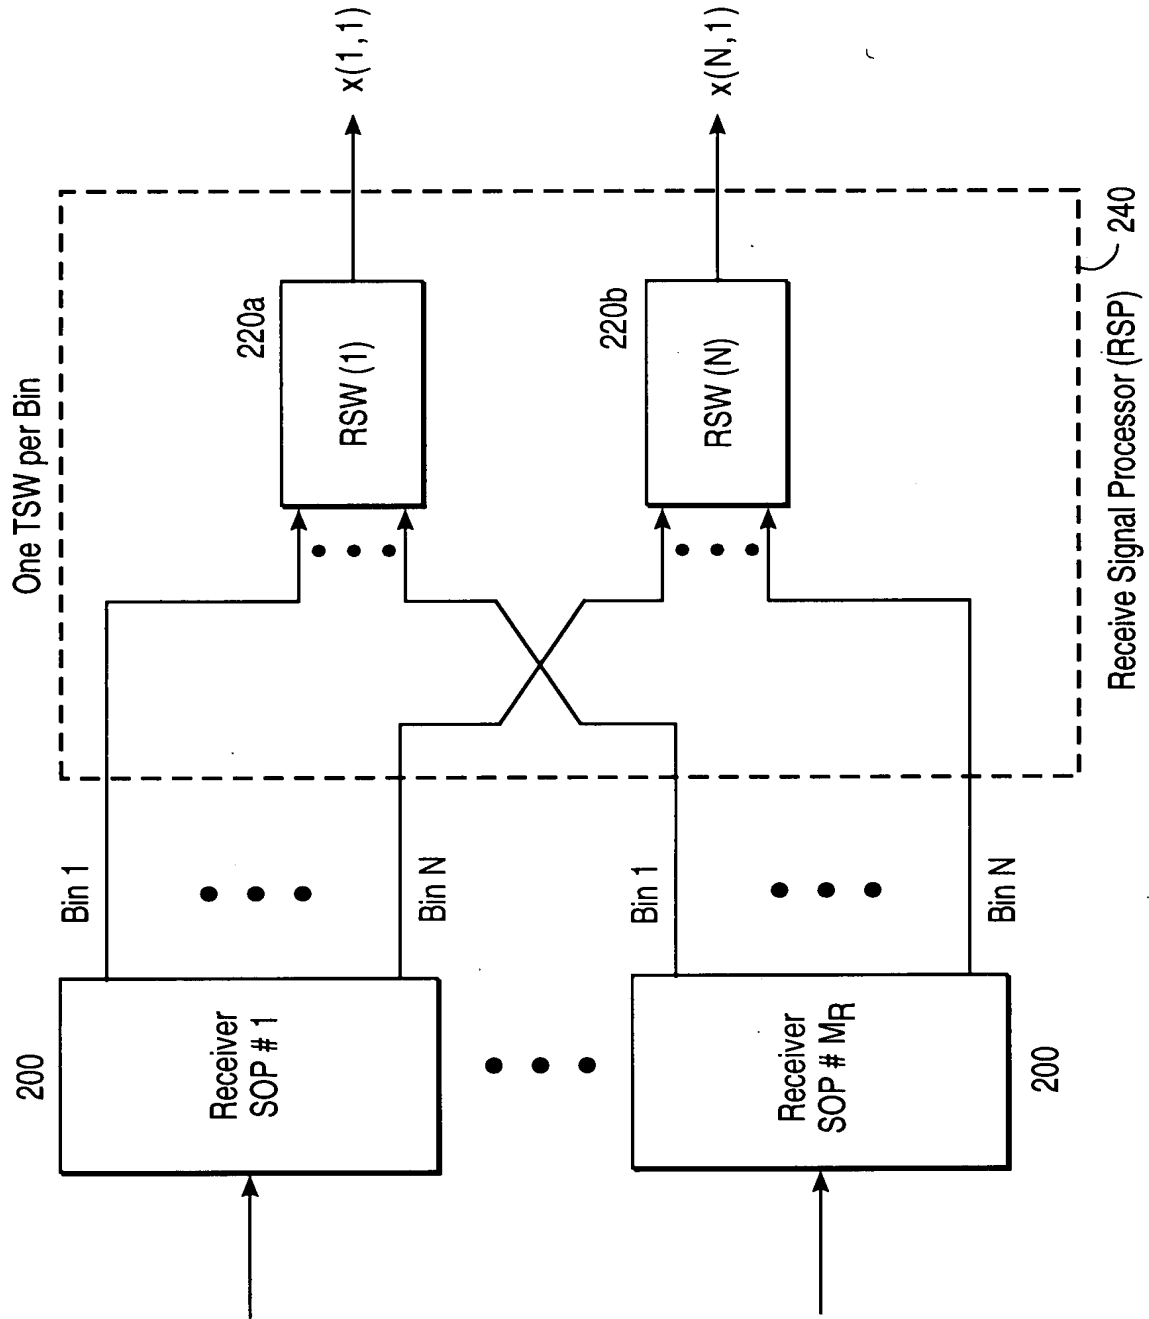 One TSW per Bin
200
Receiver
SOP # 1
Bin 1
Bin N
220a
RSW (1)
x(1,1)
Receiver
SOP # MR
200
Bin 1
Bin N
220b
RSW (N)
x(N,1)
240
Receive Signal Processor (RSP)